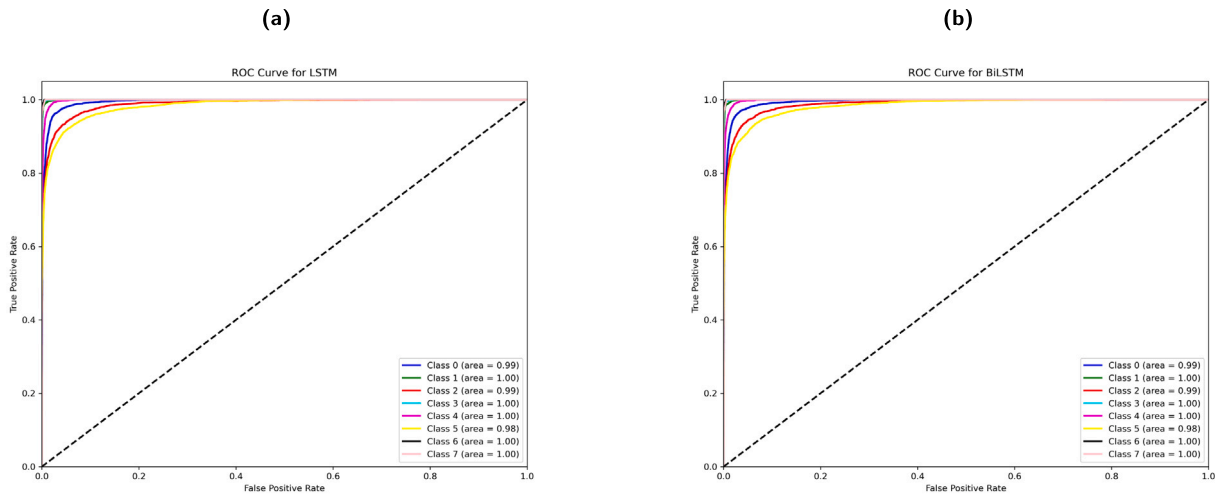 (a)
ROC Curve for LSTM
True Positive Rate
1.0
0.8
0.6
0.4
0.2
0.0
0.0 0.2 0.4 0.6 0.8 1.0
False Positive Rate
Class 0 (area = 0.99)
Class 1 (area = 1.00)
Class 2 (area = 0.99)
Class 3 (area = 1.00)
Class 4 (area = 1.00)
Class 5 (area = 0.98)
Class 6 (area = 1.00)
Class 7 (area = 1.00)
(b)
ROC Curve for BiLSTM
True Positive Rate
1.0
0.8
0.6
0.4
0.2
0.0
0.0 0.2 0.4 0.6 0.8 1.0
False Positive Rate
Class 0 (area = 0.99)
Class 1 (area = 1.00)
Class 2 (area = 0.99)
Class 3 (area = 1.00)
Class 4 (area = 1.00)
Class 5 (area = 0.98)
Class 6 (area = 1.00)
Class 7 (area = 1.00)